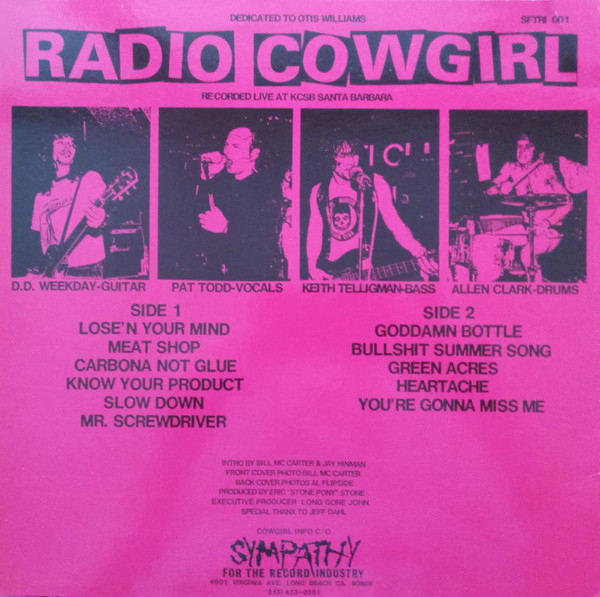 DEDICATED TO OTIS WILLIAMS
SFTRI 001
RADIO COWGIRL
RECORDED LIVE AT KCSB SANTA BARBARA
D.D. WEEKDAY-GUITAR
PAT TODD-VOCALS
KEITH TELLIGMAN-BASS
ALLEN CLARK-DRUMS
SIDE 1
LOSE'N YOUR MIND
MEAT SHOP
CARBONA NOT GLUE
KNOW YOUR PRODUCT
SLOW DOWN
MR. SCREWDRIVER
SIDE 2
GODDAMN BOTTLE
BULLSHIT SUMMER SONG
GREEN ACRES
HEARTACHE
YOU'RE GONNA MISS ME
INTRO BY BILL MC CARTER & JAY HINMAN
FRONT COVER PHOTO BILL MC CARTER
BACK COVER PHOTOS AL FLIPSIDE
PRODUCED BY ERIC "STONE PONY" STONE
EXECUTIVE PRODUCER LONG GONE JOHN
SPECIAL THANX TO JEFF DAHL
COWGIRL INFO C/O
SYMPATHY
FOR THE RECORD INDUSTRY
4901 VIRGINIA AVE. LONG BEACH CA. 90805